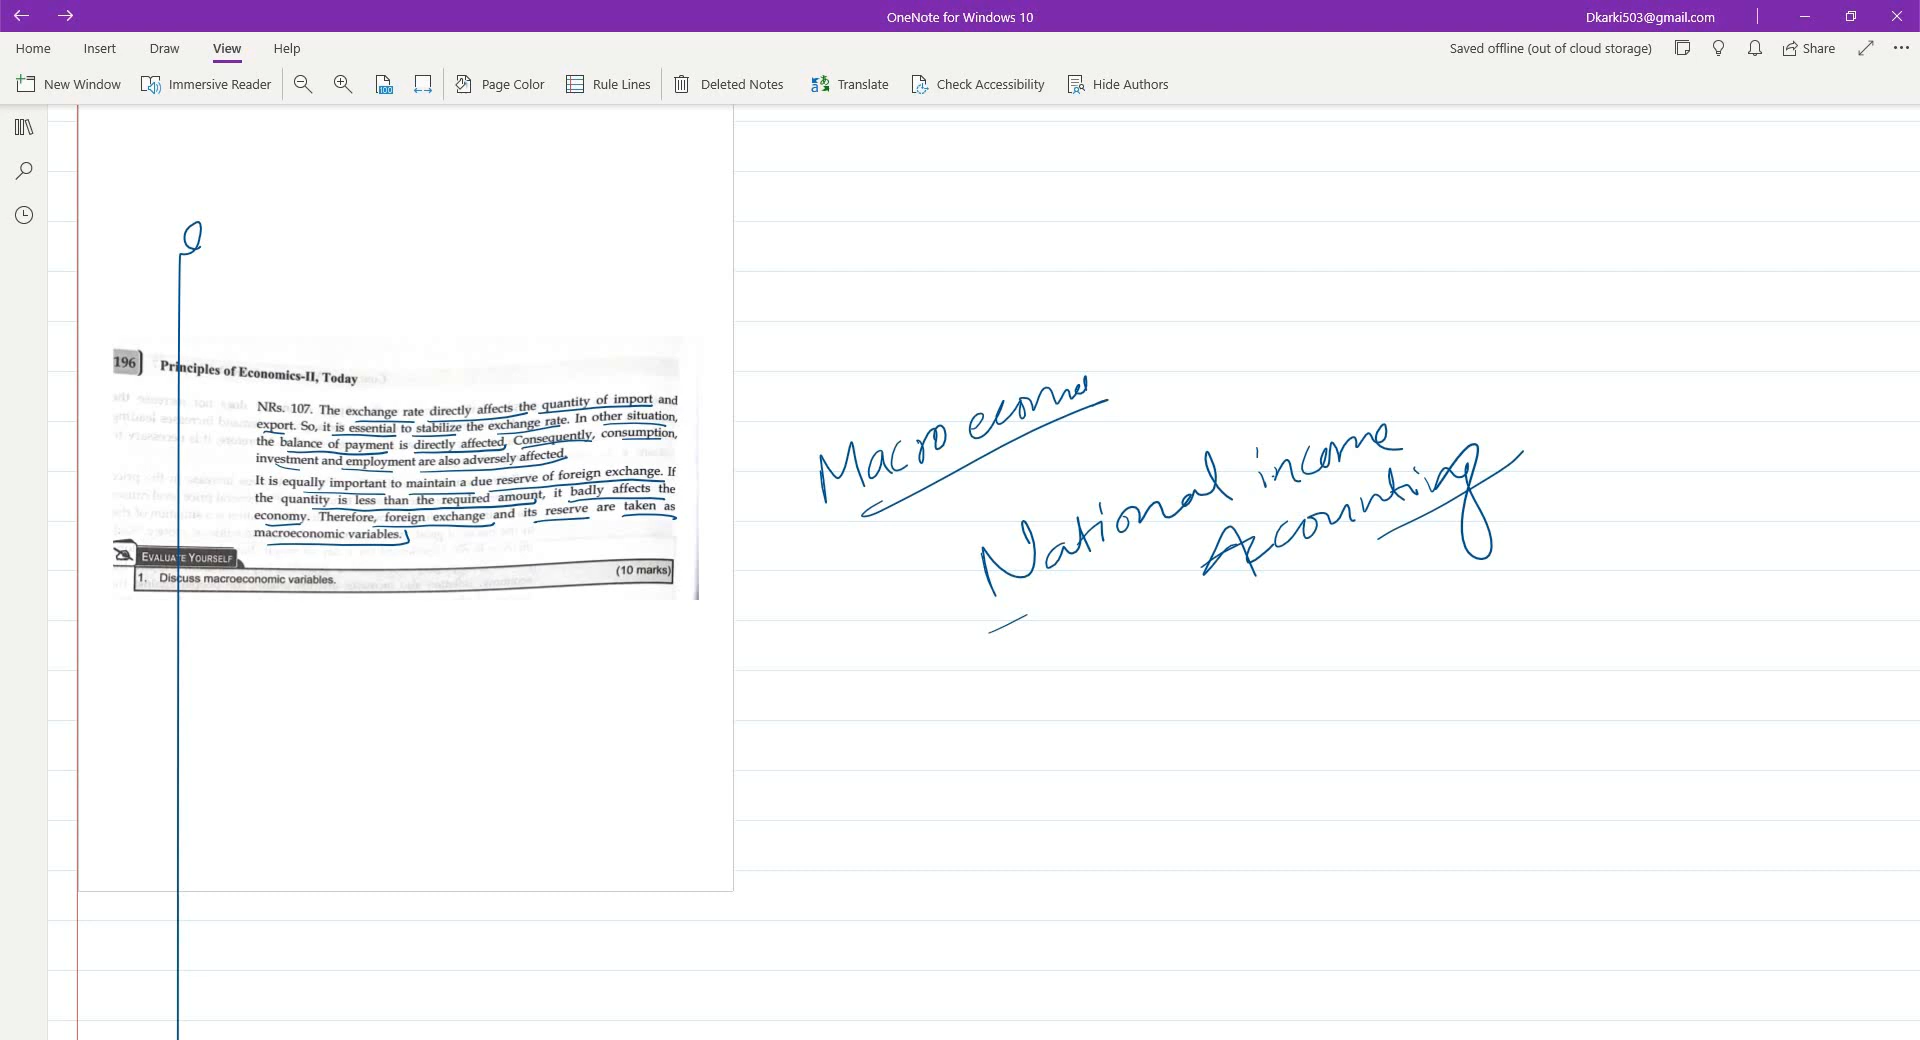 OneNote for Windows 10
Dkarki503@gmail.com
Home Insert Draw View Help
Saved offline (out of cloud storage)
Share
New Window Immersive Reader
Page Color Rule Lines
Deleted Notes Translate Check Accessibility Hide Authors
196 Principles of Economics-II, Today
NRs. 107. The exchange rate directly affects the quantity of import and
export. So, it is essential to stabilize the exchange rate. In other situation,
the balance of payment is directly affected. Consequently, consumption,
investment and employment are also adversely affected.
It is equally important to maintain a due reserve of foreign exchange. If
the quantity is less than the required amount, it badly affects the
economy. Therefore, foreign exchange and its reserve are taken as
macroeconomic variables.
EVALUATE YOURSELF
1. Discuss macroeconomic variables. (10 marks)
Macro
National income
Accounting